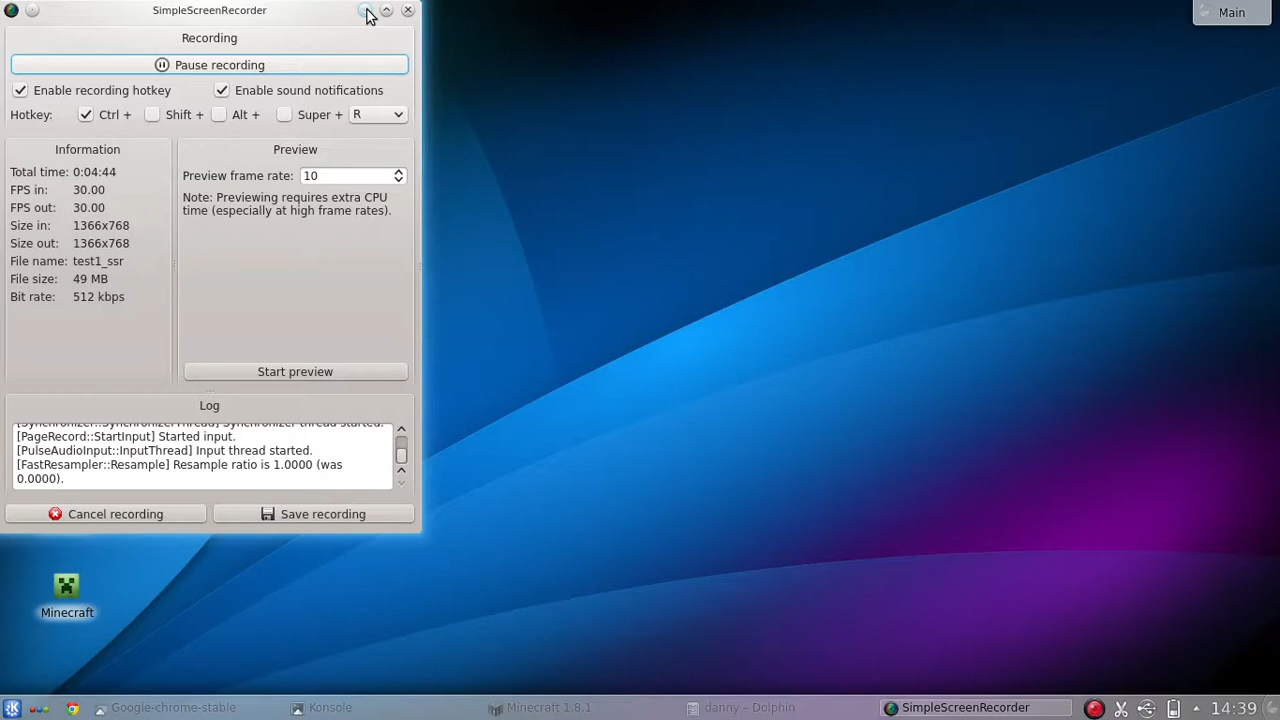 SimpleScreenRecorder
Main
Recording
Pause recording
Enable recording hotkey
Enable sound notifications
Hotkey: Ctrl + Shift + Alt + Super + R
Information
Total time: 0:04:44
FPS in: 30.00
FPS out: 30.00
Size in: 1366x768
Size out: 1366x768
File name: test1_ssr
File size: 49 MB
Bit rate: 512 kbps
Preview
Preview frame rate: 10
Note: Previewing requires extra CPU
time (especially at high frame rates).
Start preview
Log
[Synchronizer::SynchronizerThread] Synchronizer thread started.
[PageRecord::StartInput] Started input.
[PulseAudioInput::InputThread] Input thread started.
[FastResampler::Resample] Resample ratio is 1.0000 (was
0.0000).
Cancel recording
Save recording
Minecraft
Google-chrome-stable
Konsole
Minecraft 1.8.1
danny – Dolphin
SimpleScreenRecorder
14:39